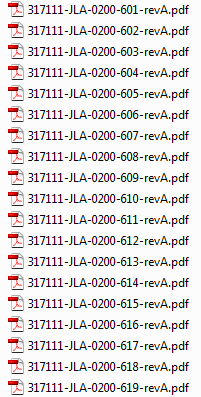 317111-JLA-0200-601-revA.pdf
317111-JLA-0200-602-revA.pdf
317111-JLA-0200-603-revA.pdf
317111-JLA-0200-604-revA.pdf
317111-JLA-0200-605-revA.pdf
317111-JLA-0200-606-revA.pdf
317111-JLA-0200-607-revA.pdf
317111-JLA-0200-608-revA.pdf
317111-JLA-0200-609-revA.pdf
317111-JLA-0200-610-revA.pdf
317111-JLA-0200-611-revA.pdf
317111-JLA-0200-612-revA.pdf
317111-JLA-0200-613-revA.pdf
317111-JLA-0200-614-revA.pdf
317111-JLA-0200-615-revA.pdf
317111-JLA-0200-616-revA.pdf
317111-JLA-0200-617-revA.pdf
317111-JLA-0200-618-revA.pdf
317111-JLA-0200-619-revA.pdf